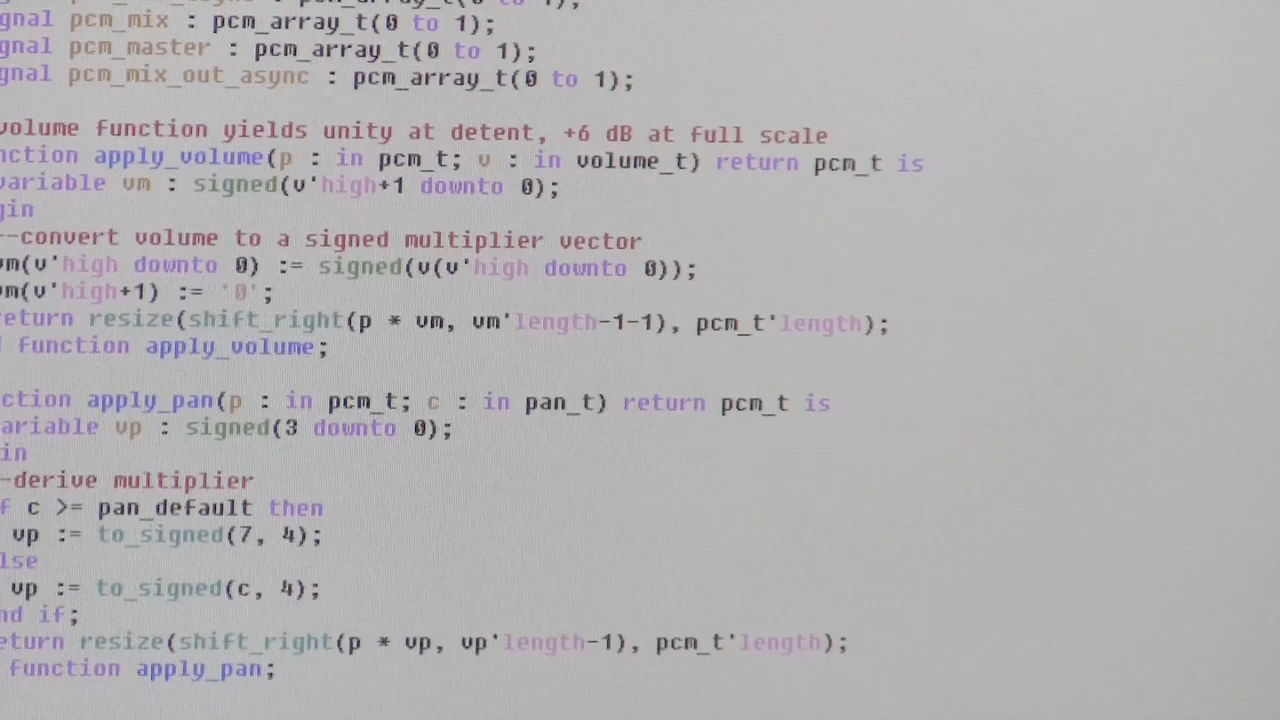 pcm_array_t(0 to 1);
gnal pcm_mix : pcm_array_t(0 to 1);
gnal pcm_master : pcm_array_t(0 to 1);
gnal pcm_mix_out_async : pcm_array_t(0 to 1);
volume function yields unity at detent, +6 dB at full scale
nction apply_volume(p : in pcm_t; v : in volume_t) return pcm_t is
variable vm : signed(v'high+1 downto 0);
gin
--convert volume to a signed multiplier vector
vm(v'high downto 0) := signed(v(v'high downto 0));
vm(v'high+1) := '0';
return resize(shift_right(p * vm, vm'length-1-1), pcm_t'length);
function apply_volume;
ction apply_pan(p : in pcm_t; c : in pan_t) return pcm_t is
ariable vp : signed(3 downto 0);
in
-derive multiplier
f c >= pan_default then
vp := to_signed(7, 4);
lse
vp := to_signed(c, 4);
nd if;
eturn resize(shift_right(p * vp, vp'length-1), pcm_t'length);
function apply_pan;